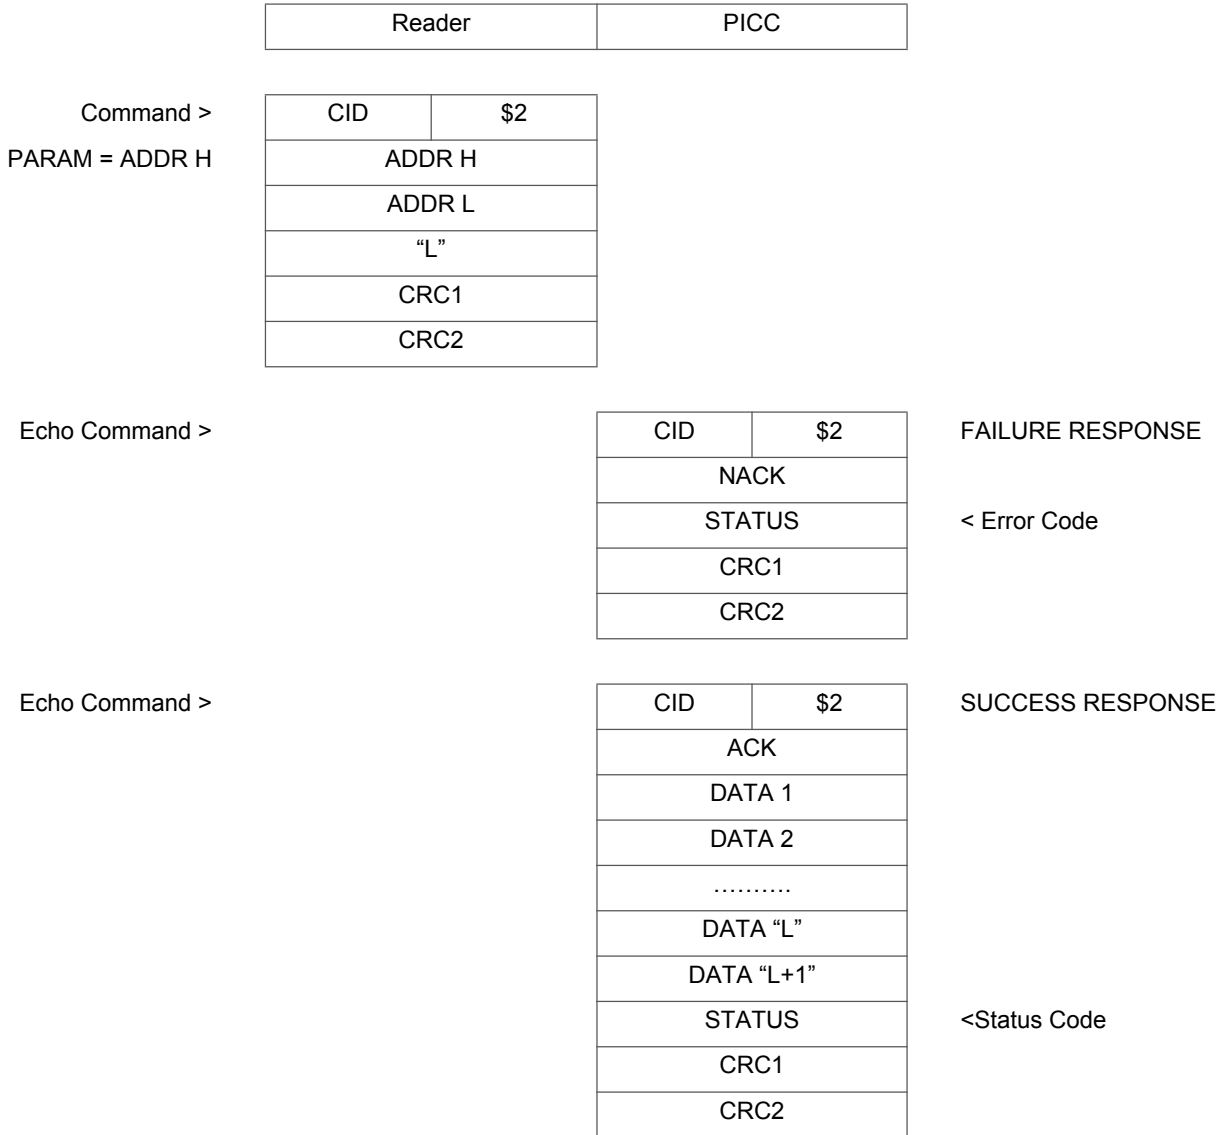 Reader PICC
Command > CID $2
PARAM = ADDR H ADDR H
ADDR L
“L”
CRC1
CRC2
Echo Command > CID $2 FAILURE RESPONSE
NACK
STATUS < Error Code
CRC1
CRC2
Echo Command > CID $2 SUCCESS RESPONSE
ACK
DATA 1
DATA 2
……….
DATA “L”
DATA “L+1”
STATUS <Status Code
CRC1
CRC2